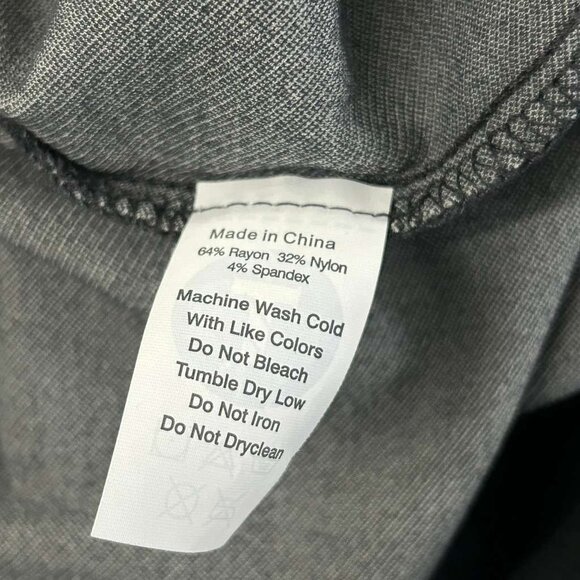 Made in China
64% Rayon 32% Nylon
4% Spandex
Machine Wash Cold
With Like Colors
Do Not Bleach
Tumble Dry Low
Do Not Iron
Do Not Dryclean